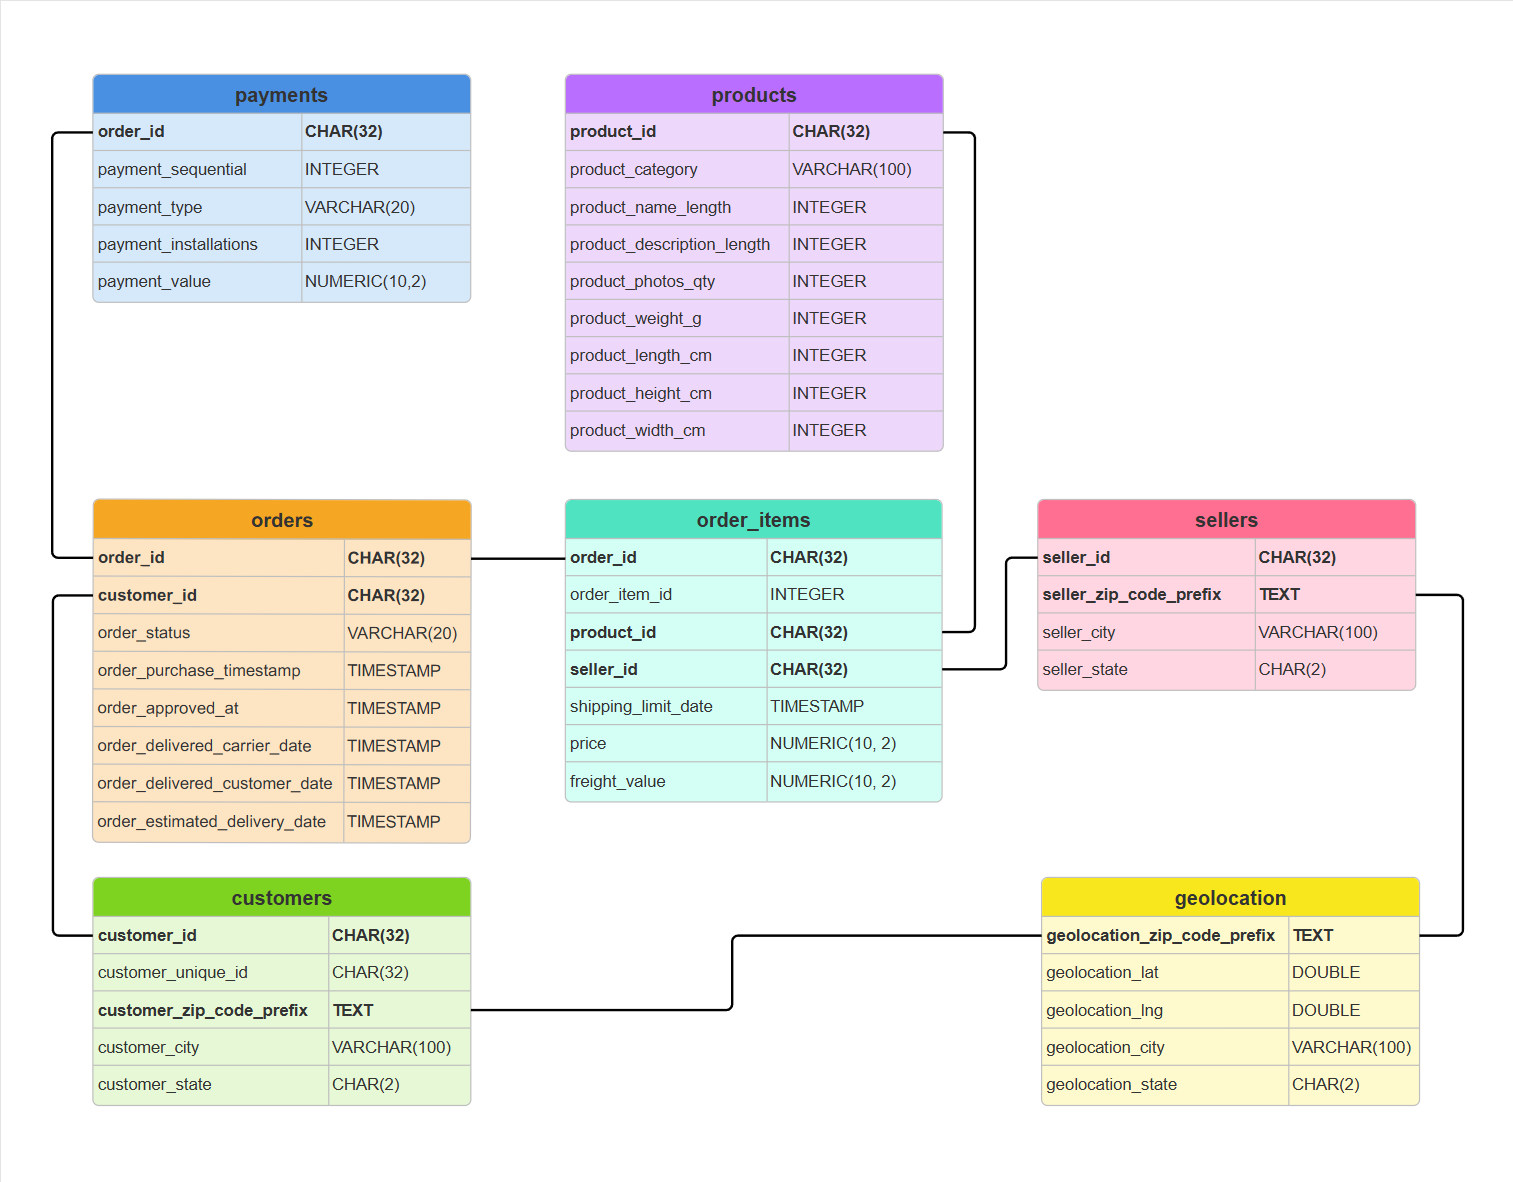 payments
order_id CHAR(32)
payment_sequential INTEGER
payment_type VARCHAR(20)
payment_installations INTEGER
payment_value NUMERIC(10,2)
products
product_id CHAR(32)
product_category VARCHAR(100)
product_name_length INTEGER
product_description_length INTEGER
product_photos_qty INTEGER
product_weight_g INTEGER
product_length_cm INTEGER
product_height_cm INTEGER
product_width_cm INTEGER
orders
order_id CHAR(32)
customer_id CHAR(32)
order_status VARCHAR(20)
order_purchase_timestamp TIMESTAMP
order_approved_at TIMESTAMP
order_delivered_carrier_date TIMESTAMP
order_delivered_customer_date TIMESTAMP
order_estimated_delivery_date TIMESTAMP
order_items
order_id CHAR(32)
order_item_id INTEGER
product_id CHAR(32)
seller_id CHAR(32)
shipping_limit_date TIMESTAMP
price NUMERIC(10, 2)
freight_value NUMERIC(10, 2)
sellers
seller_id CHAR(32)
seller_zip_code_prefix TEXT
seller_city VARCHAR(100)
seller_state CHAR(2)
customers
customer_id CHAR(32)
customer_unique_id CHAR(32)
customer_zip_code_prefix TEXT
customer_city VARCHAR(100)
customer_state CHAR(2)
geolocation
geolocation_zip_code_prefix TEXT
geolocation_lat DOUBLE
geolocation_lng DOUBLE
geolocation_city VARCHAR(100)
geolocation_state CHAR(2)